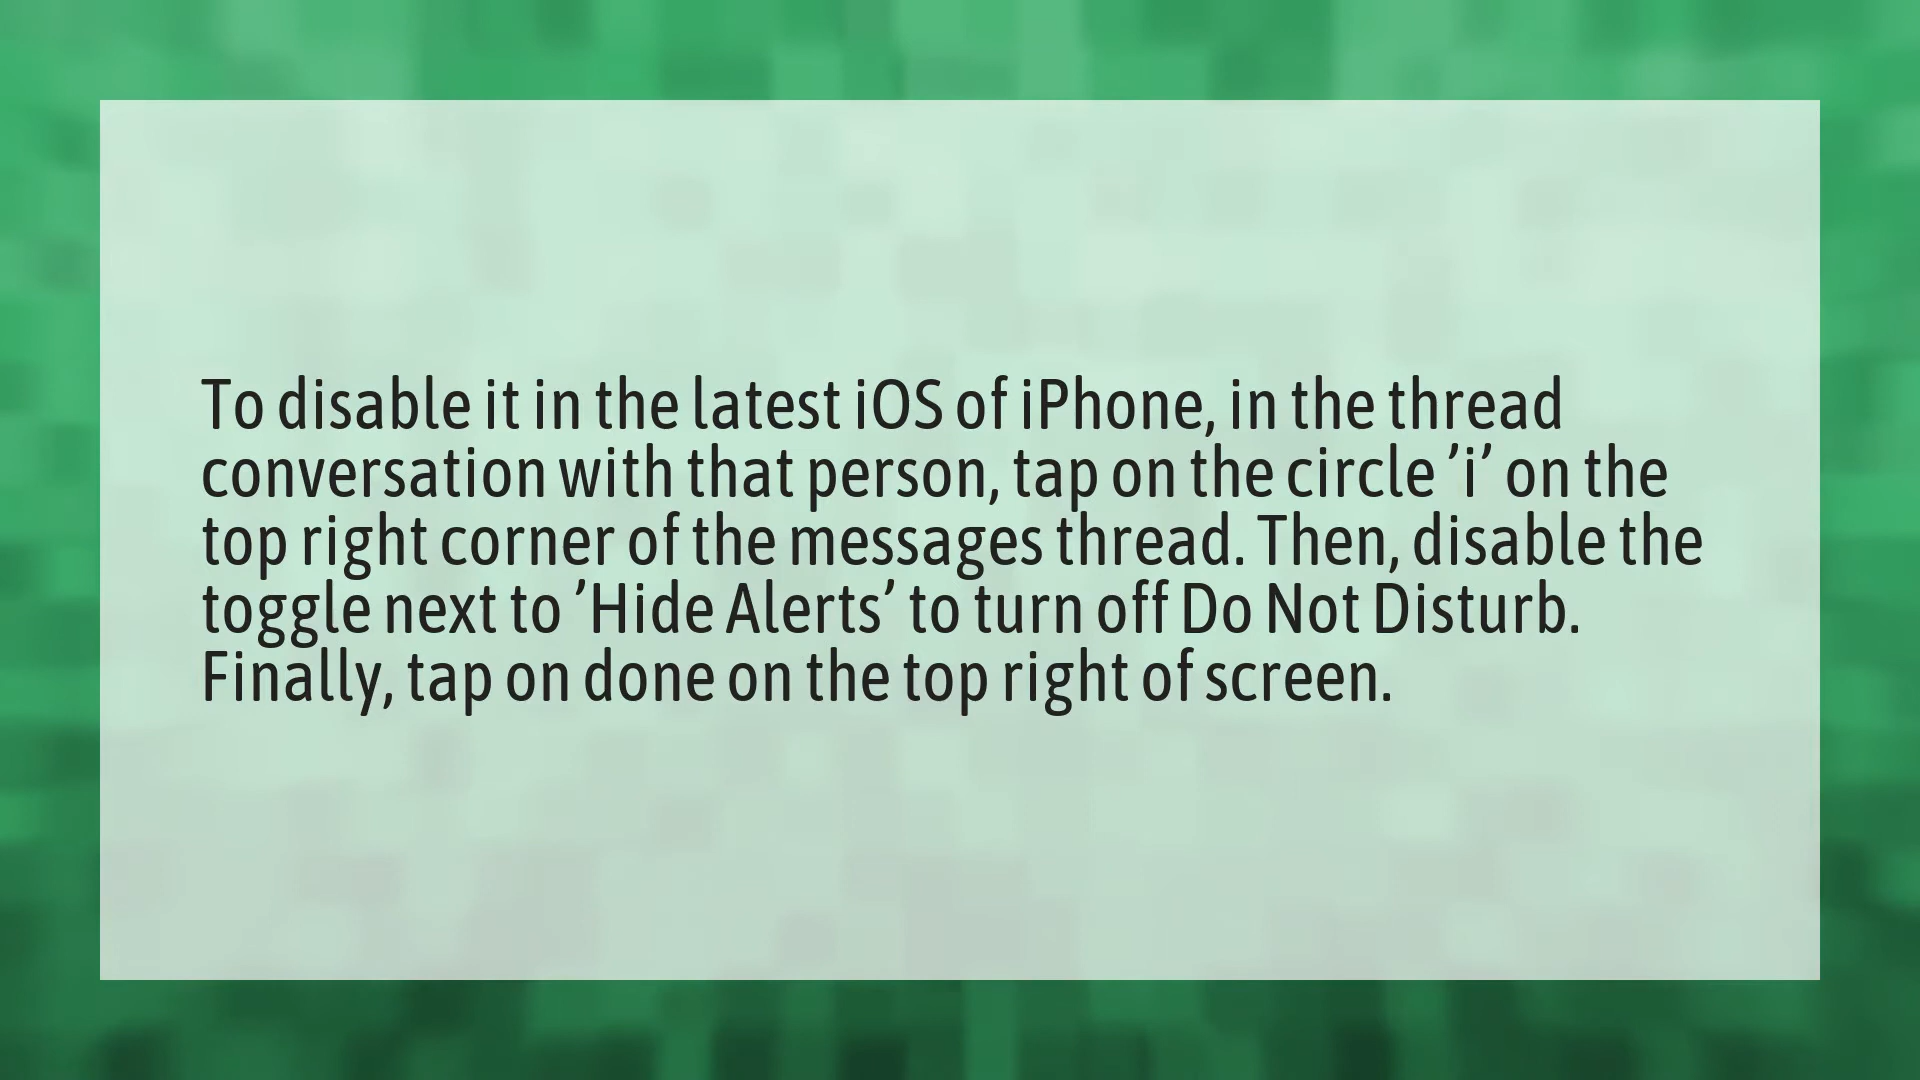 To disable it in the latest iOS of iPhone, in the thread
conversation with that person, tap on the circle ’i’ on the
top right corner of the messages thread. Then, disable the
toggle next to ’Hide Alerts’ to turn off Do Not Disturb.
Finally, tap on done on the top right of screen.